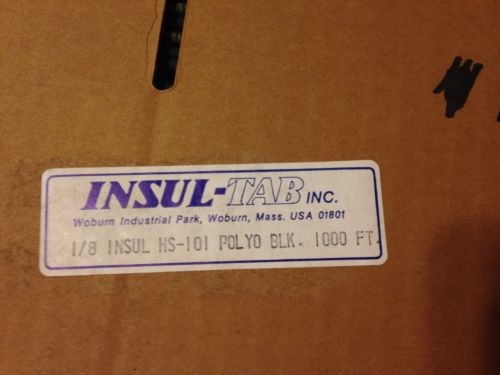 INSUL-TAB INC.
Woburn Industrial Park, Woburn, Mass. USA 01801
1/8 INSUL HS-101 POLYO BLK. 1000 FT.